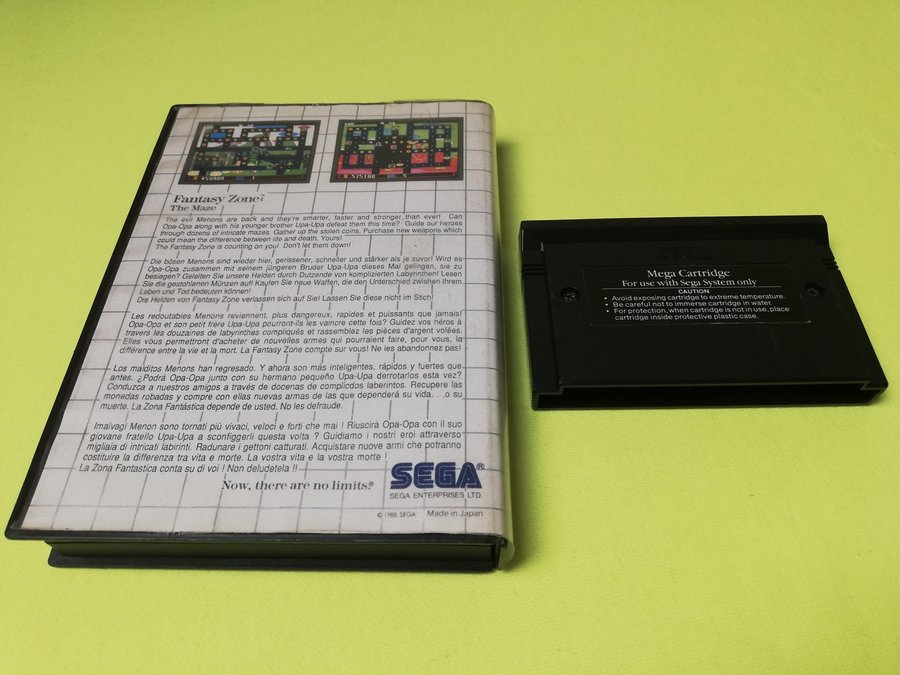 Fantasy Zone™
The Maze
The evil Menons are back and they're smarter, faster and stronger than ever! Can
Opa-Opa along with his younger brother Upa-Upa defeat them this time? Guide our heroes
through dozens of intricate mazes. Gather up the stolen coins. Purchase new weapons which
could mean the difference between life and death. Yours!
The Fantasy Zone is counting on you! Don't let them down!
Die bösen Menons sind wieder hier, gerissener, schneller und stärker als je zuvor! Wird es
Opa-Opa zusammen mit seinem jüngeren Bruder Upa-Upa dieses Mal gelingen, sie zu
besiegen? Geleiten Sie unsere Helden durch Dutzende von komplizierten Labyrinthen! Lesen
Sie die gestohlenen Münzen auf! Kaufen Sie neue Waffen, die den Unterschied zwischen Ihrem
Leben und Tod bedeuten können!
Die Helden von Fantasy Zone verlassen sich auf Sie! Lassen Sie diese nicht im Stich!
Les redoutables Menons reviennent, plus dangereux, rapides et puissants que jamais!
Opa-Opa et son petit frère Upa-Upa pourront-ils les vaincre cette fois? Guidez vos héros à
travers les douzaines de labyrinthes compliqués et rassemblez les pièces d'argent volées.
Elles vous permettront d'acheter de nouvelles armes qui pourraient faire, pour vous, la
différence entre la vie et la mort. La Fantasy Zone compte sur vous! Ne les abandonnez pas!
Los malditos Menons han regresado. Y ahora son más inteligentes, rápidos y fuertes que
antes. ¿Podrá Opa-Opa junto con su hermano pequeño Upa-Upa derrotarlos esta vez?
Conduzca a nuestros amigos a través de docenas de complicdos laberintos. Recupere las
monedas robadas y compre con ellas nuevas armas de las que dependerá su vida. . .o su
muerte. La Zona Fantástica depende de usted. No les defraude.
Imalvagi Menon sono tornati più vivaci, veloci e forti che mai ! Riuscirà Opa-Opa con il suo
giovane fratello Upa-Upa a sconfiggerli questa volta ? Guidiamo i nostri eroi attraverso
migliaia di intricati labirinti. Radunare i gettoni catturati. Acquistare nuove armi che potranno
costituire la differenza tra vita e morte. La vostra vita e la vostra morte !
La Zona Fantastica conta su di voi ! Non deludetela !!
Now, there are no limits.®
SEGA®
SEGA ENTERPRISES LTD.
© 1988 SEGA Made in Japan
Mega Cartridge
For use with Sega System only
CAUTION
• Avoid exposing cartridge to extreme temperature.
• Be careful not to immerse cartridge in water.
• For protection, when cartridge is not in use, place
cartridge inside protective plastic case.